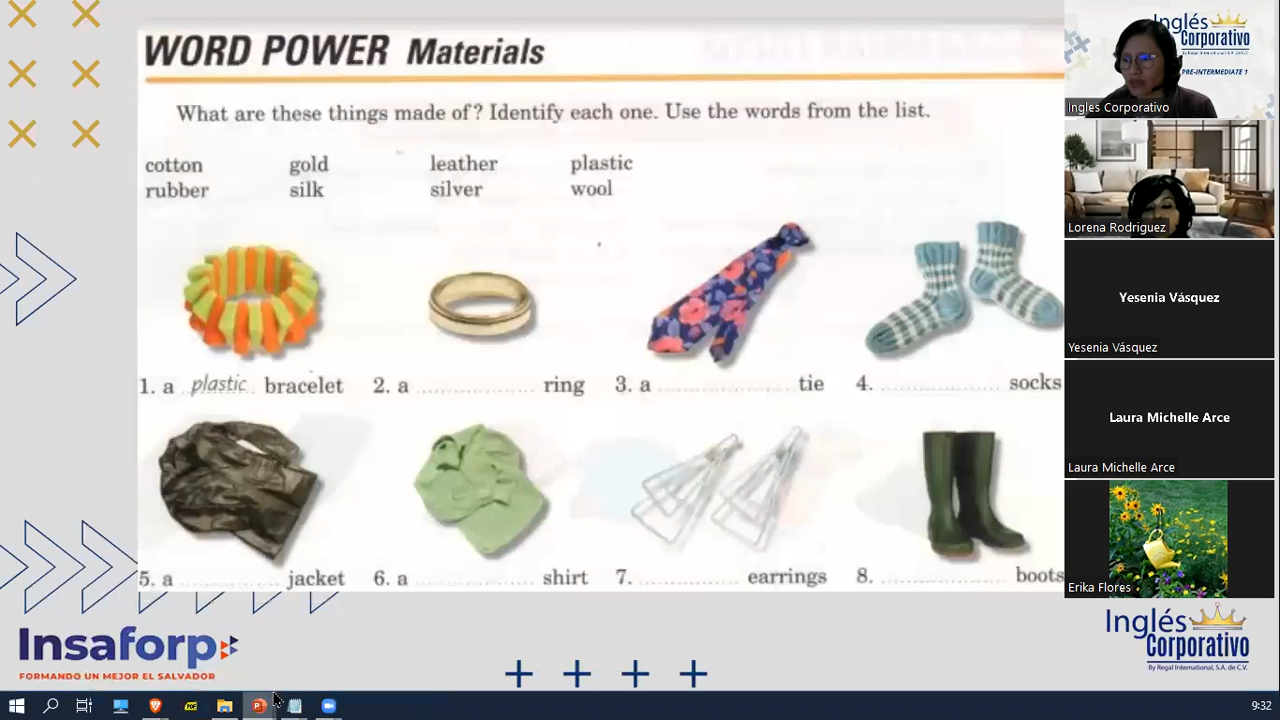 WORD POWER Materials
What are these things made of? Identify each one. Use the words from the list.
cotton gold leather plastic
rubber silk silver wool
1. a plastic bracelet 2. a ............ ring 3. a ............ tie 4. ............ socks
5. a ............ jacket 6. a ............ shirt 7. ............ earrings 8. ............ boots
Insaforp
FORMANDO UN MEJOR EL SALVADOR
Inglés
Corporativo
PRE-INTERMEDIATE 1
Ingles Corporativo
Lorena Rodriguez
Yesenia Vásquez
Yesenia Vásquez
Laura Michelle Arce
Laura Michelle Arce
Erika Flores
Inglés
Corporativo
By Regal International, S.A. de C.V.
9:32